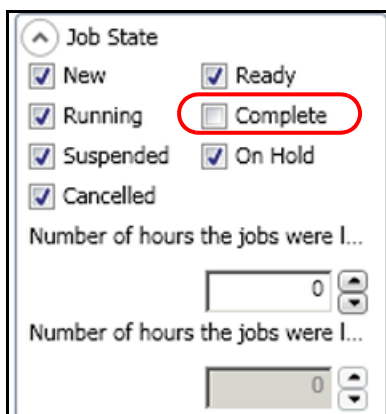 Job State
New Ready
Running Complete
Suspended On Hold
Cancelled
Number of hours the jobs were l...
0
Number of hours the jobs were l...
0